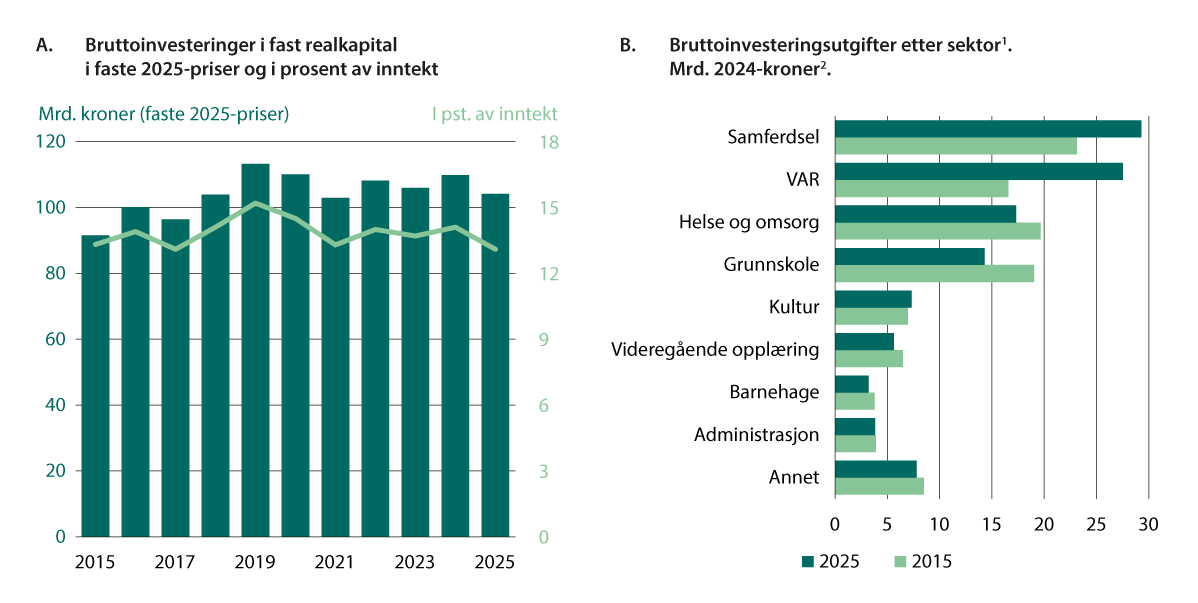 A. Bruttoinvesteringer i fast realkapital
i faste 2025-priser og i prosent av inntekt
Mrd. kroner (faste 2025-priser)
I pst. av inntekt
120
100
80
60
40
20
0
18
15
12
9
6
3
0
2015 2017 2019 2021 2023 2025
B. Bruttoinvesteringsutgifter etter sektor¹.
Mrd. 2024-kroner².
Samferdsel
VAR
Helse og omsorg
Grunnskole
Kultur
Videregående opplæring
Barnehage
Administrasjon
Annet
0 5 10 15 20 25 30
2025 2015